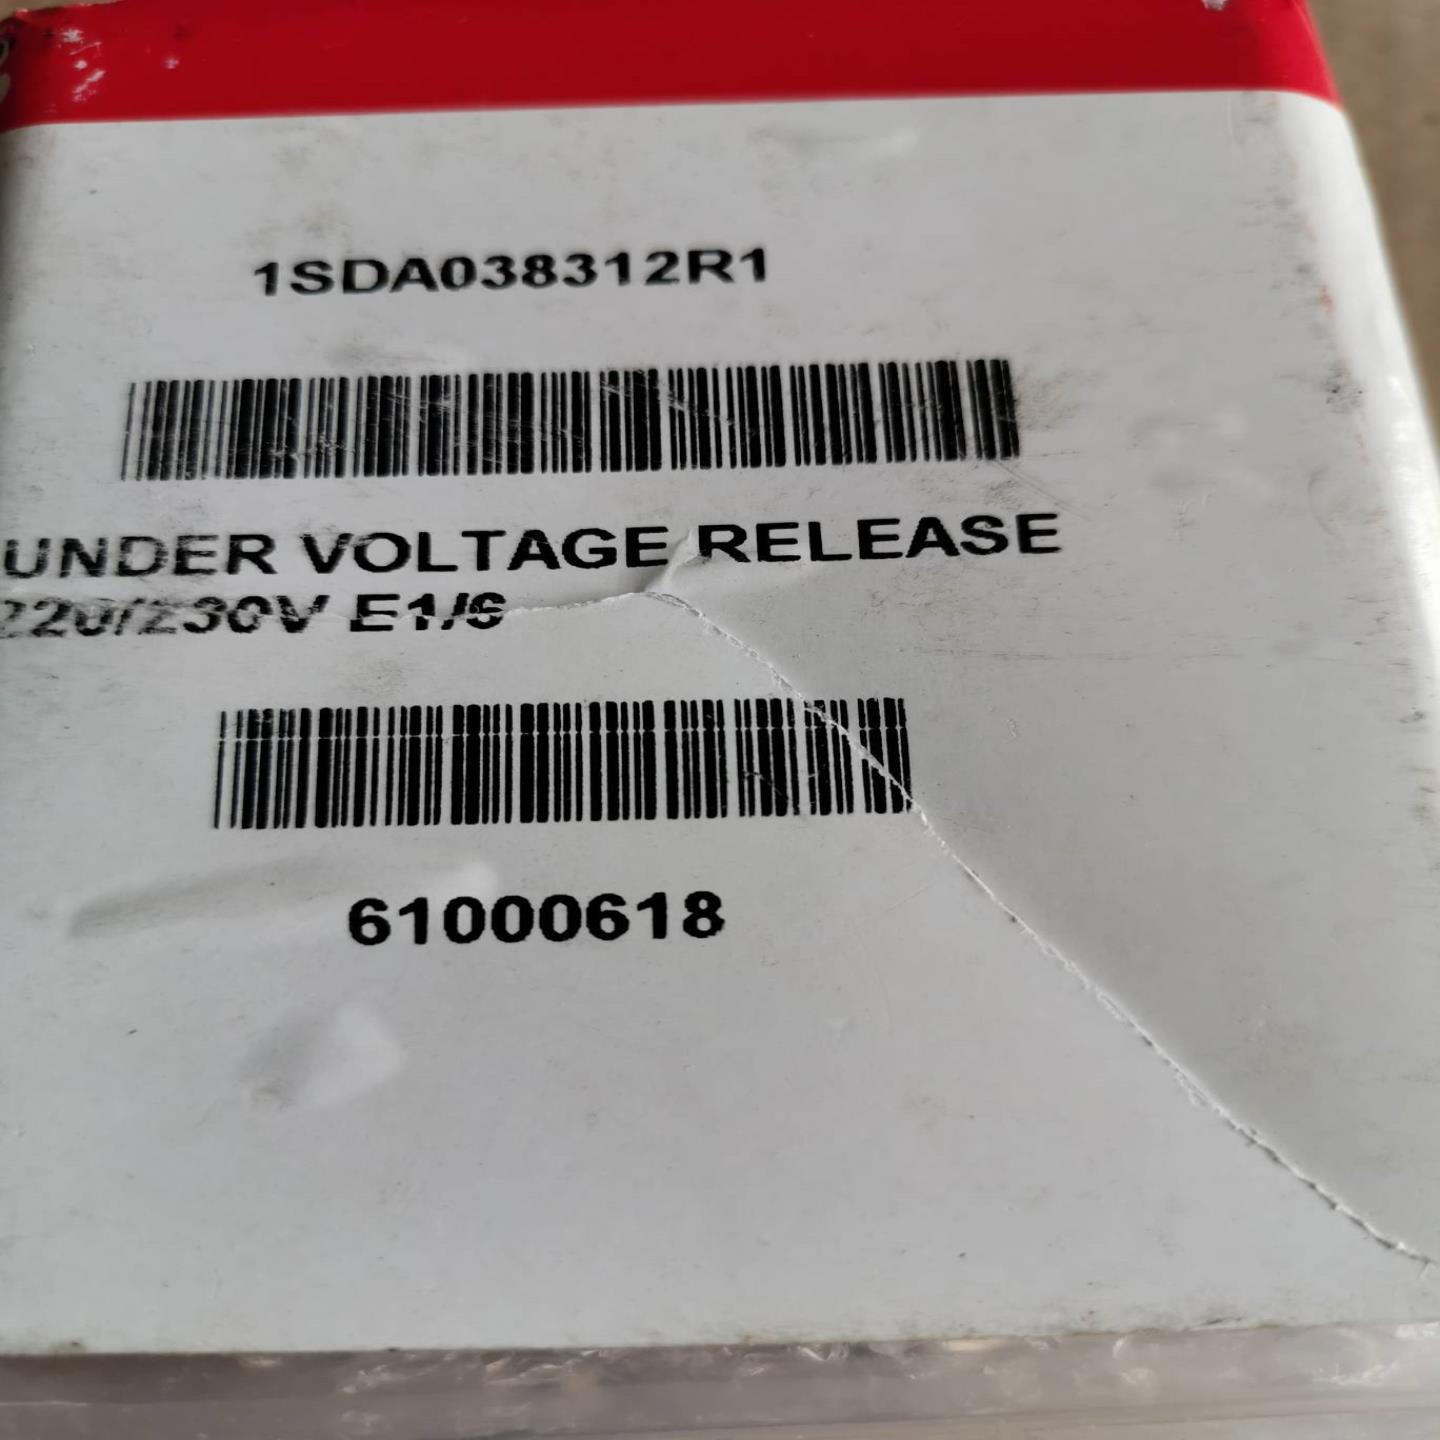 1SDA038312R1
UNDER VOLTAGE RELEASE
220/230V E1/6
61000618